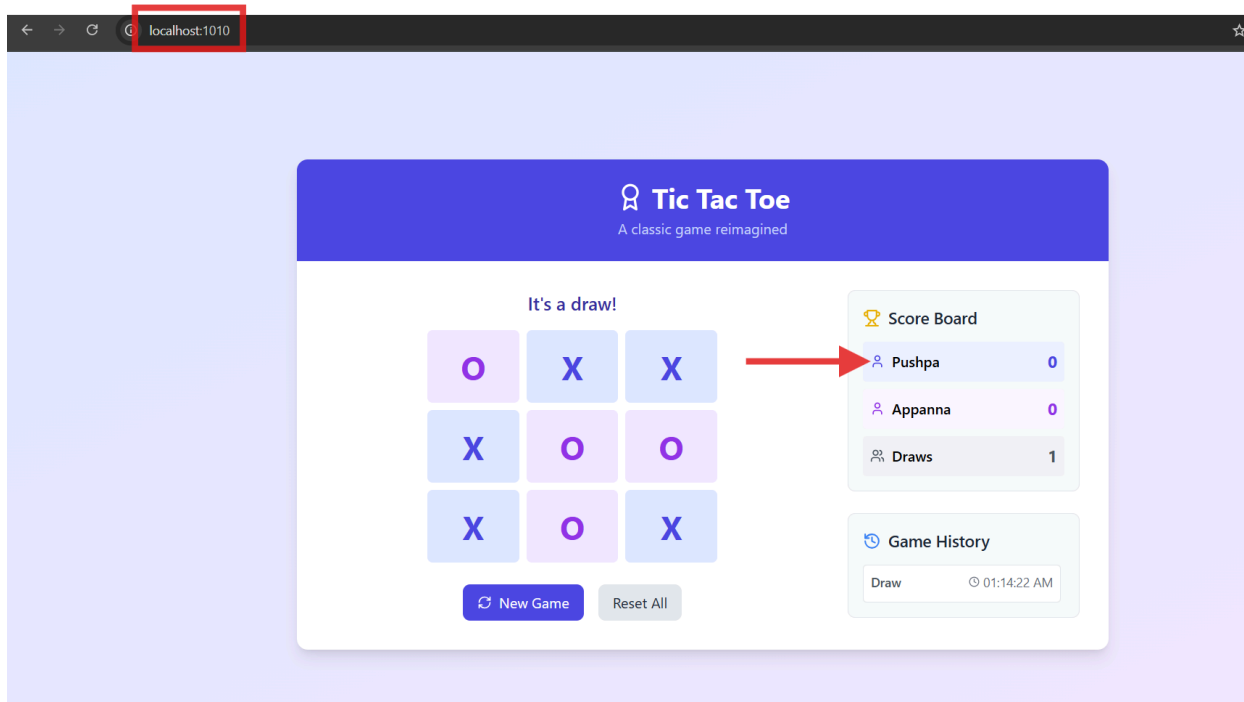 localhost:1010
Tic Tac Toe
A classic game reimagined
It's a draw!
O X X
X O O
X O X
New Game
Reset All
Score Board
Pushpa 0
Appanna 0
Draws 1
Game History
Draw 01:14:22 AM